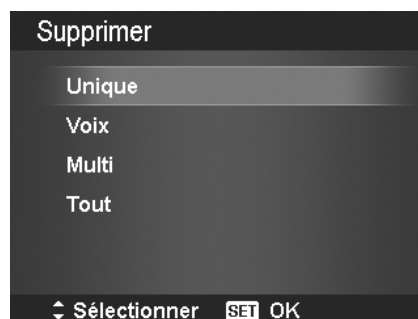 Supprimer
Unique
Voix
Multi
Tout
Sélectionner SET OK